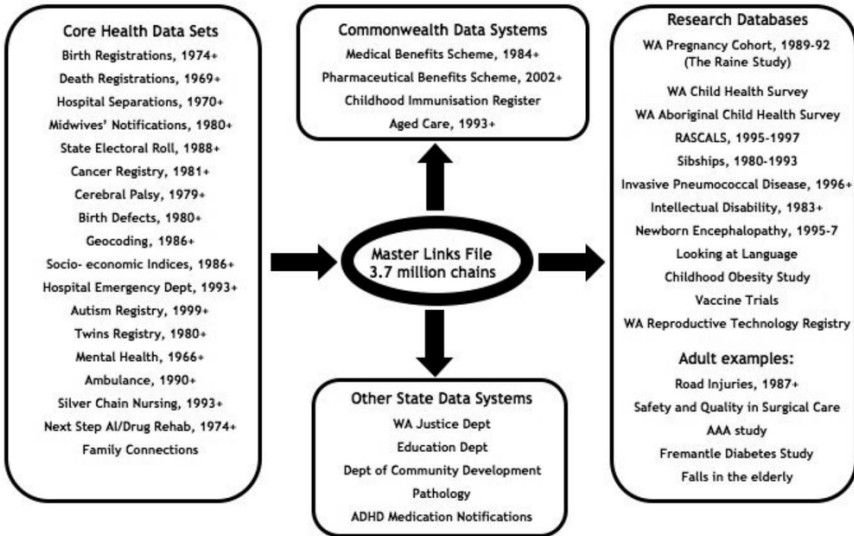 Core Health Data Sets
Birth Registrations, 1974+
Death Registrations, 1969+
Hospital Separations, 1970+
Midwives' Notifications, 1980+
State Electoral Roll, 1988+
Cancer Registry, 1981+
Cerebral Palsy, 1979+
Birth Defects, 1980+
Geocoding, 1986+
Socio- economic Indices, 1986+
Hospital Emergency Dept, 1993+
Autism Registry, 1999+
Twins Registry, 1980+
Mental Health, 1966+
Ambulance, 1990+
Silver Chain Nursing, 1993+
Next Step Al/Drug Rehab, 1974+
Family Connections
Commonwealth Data Systems
Medical Benefits Scheme, 1984+
Pharmaceutical Benefits Scheme, 2002+
Childhood Immunisation Register
Aged Care, 1993+
Master Links File
3.7 million chains
Other State Data Systems
WA Justice Dept
Education Dept
Dept of Community Development
Pathology
ADHD Medication Notifications
Research Databases
WA Pregnancy Cohort, 1989-92
(The Raine Study)
WA Child Health Survey
WA Aboriginal Child Health Survey
RASCALS, 1995-1997
Sibships, 1980-1993
Invasive Pneumococcal Disease, 1996+
Intellectual Disability, 1983+
Newborn Encephalopathy, 1995-7
Looking at Language
Childhood Obesity Study
Vaccine Trials
WA Reproductive Technology Registry
Adult examples:
Road Injuries, 1987+
Safety and Quality in Surgical Care
AAA study
Fremantle Diabetes Study
Falls in the elderly